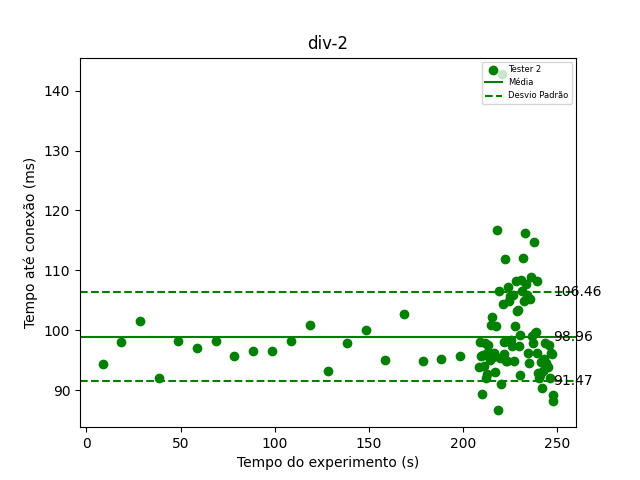 div-2
Tester 2
Média
Desvio Padrão
140
130
120
110
100
90
106.46
98.96
91.47
0
50
100
150
200
250
Tempo do experimento (s)
Tempo até conexão (ms)